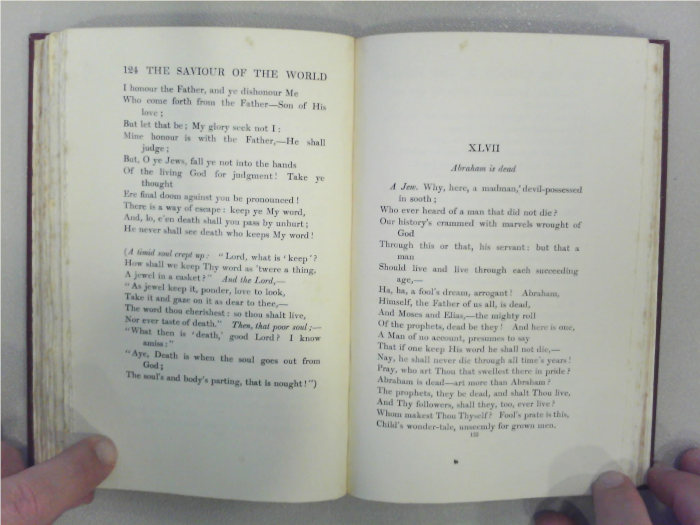 124 THE SAVIOUR OF THE WORLD
I honour the Father, and ye dishonour Me
Who come forth from the Father—Son of His
love;
But let that be; My glory seek not I:
Mine honour is with the Father,—He shall
judge;
But, O ye Jews, fall ye not into the hands
Of the living God for judgment! Take ye
thought
Ere final doom against you be pronounced!
There is a way of escape: keep ye My word,
And, lo, e'en death shall you pass by unhurt;
He never shall see death who keeps My word!
(A timid soul crept up: "Lord, what is 'keep'?
How shall we keep Thy word as 'twere a thing,
A jewel in a casket?" And the Lord,—
"As jewel keep it, ponder, love to look,
Take it and gaze on it as dear to thee,—
The word thou cherishest: so thou shalt live,
Nor ever taste of death." Then, that poor soul;—
"What then is 'death,' good Lord? I know
amiss:"
"Aye, Death is when the soul goes out from
God;
The soul's and body's parting, that is nought!")
XLVII
Abraham is dead
A Jew. Why, here, a madman, devil-possessed
in sooth;
Who ever heard of a man that did not die?
Our history's crammed with marvels wrought of
God
Through this or that, his servant: but that a
man
Should live and live through each succeeding
age,—
Ha, ha, a fool's dream, arrogant! Abraham,
Himself, the Father of us all, is dead,
And Moses and Elias,—the mighty roll
Of the prophets, dead be they! And here is one,
A Man of no account, presumes to say
That if one keep His word he shall not die,—
Nay, he shall never die through all time's years!
Pray, who art Thou that swellest there in pride?
Abraham is dead—art more than Abraham?
The prophets, they be dead, and shalt Thou live,
And Thy followers, shall they, too, ever live?
Whom makest Thou Thyself? Fool's prate is this,
Child's wonder-tale, unseemly for grown men.
125